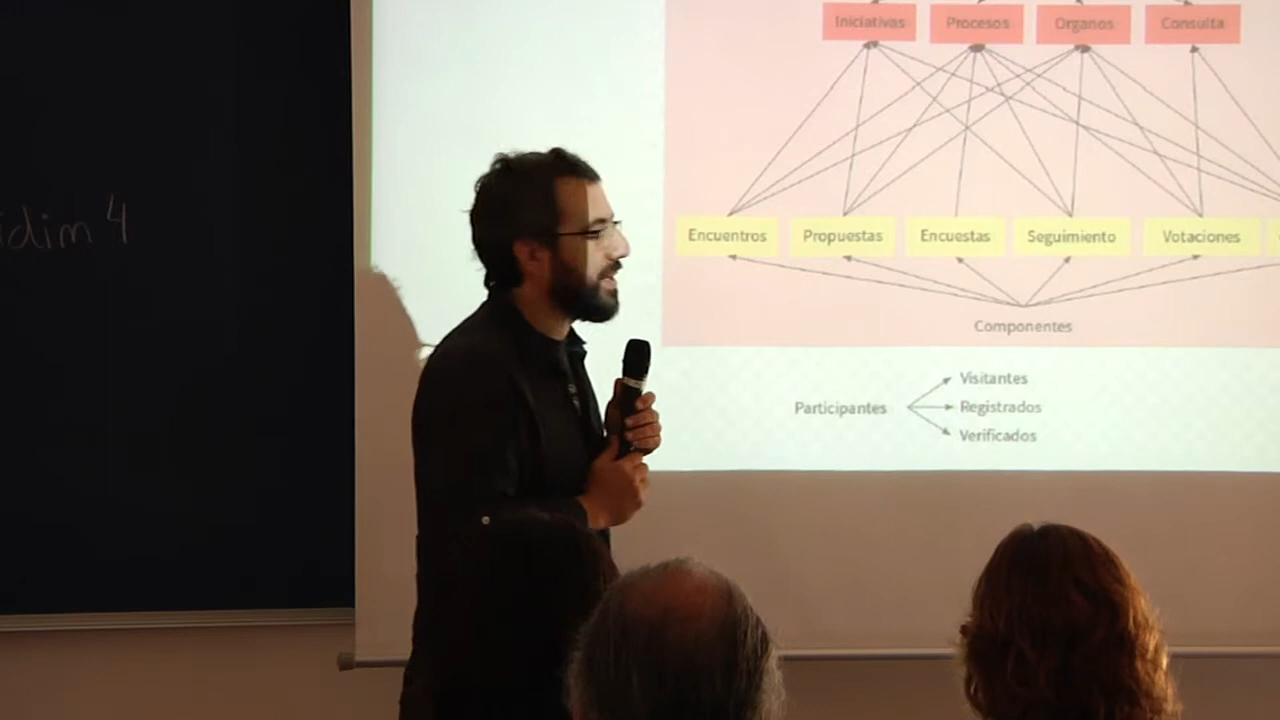 idim 4
Iniciativas Procesos Organos Consulta
Encuentros Propuestas Encuestas Seguimiento Votaciones
Componentes
Visitantes
Participantes Registrados
Verificados